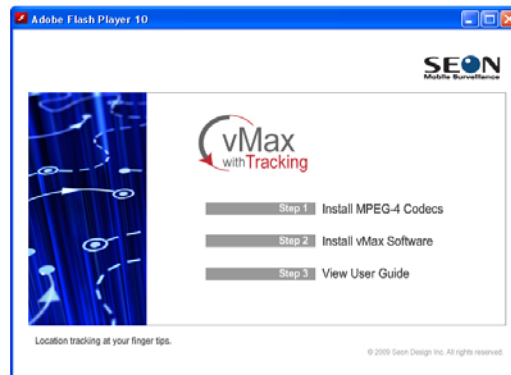 Adobe Flash Player 10
SEON
Mobile Surveillance
vMax
with Tracking
Step 1 Install MPEG-4 Codecs
Step 2 Install vMax Software
Step 3 View User Guide
Location tracking at your finger tips.
© 2009 Seon Design Inc. All rights reserved.